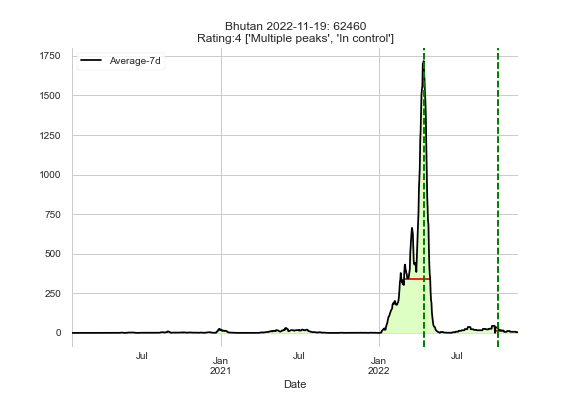 Bhutan 2022-11-19: 62460
Rating:4 ['Multiple peaks', 'In control']
Average-7d
1750
1500
1250
1000
750
500
250
0
Jul
Jan
2021
Jul
Jan
2022
Jul
Date